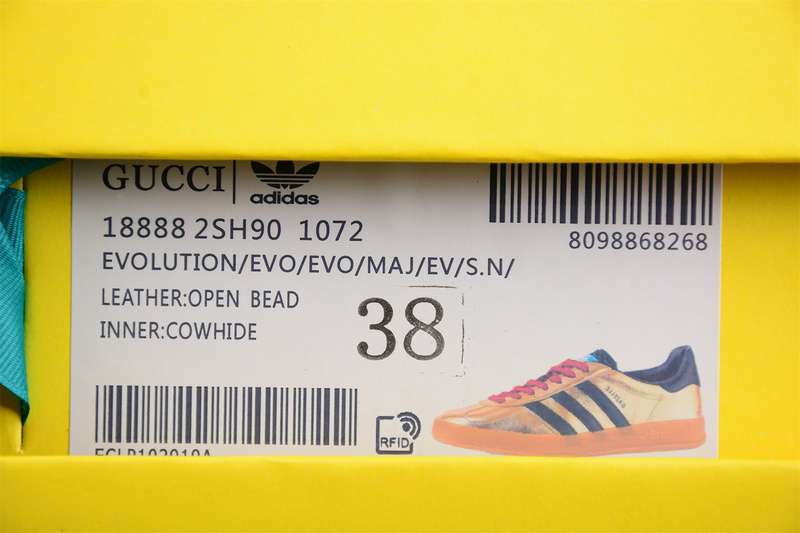 GUCCI adidas
18888 2SH90 1072
8098868268
EVOLUTION/EVO/EVO/MAJ/EV/S.N/
LEATHER:OPEN BEAD
INNER:COWHIDE
38
RFID